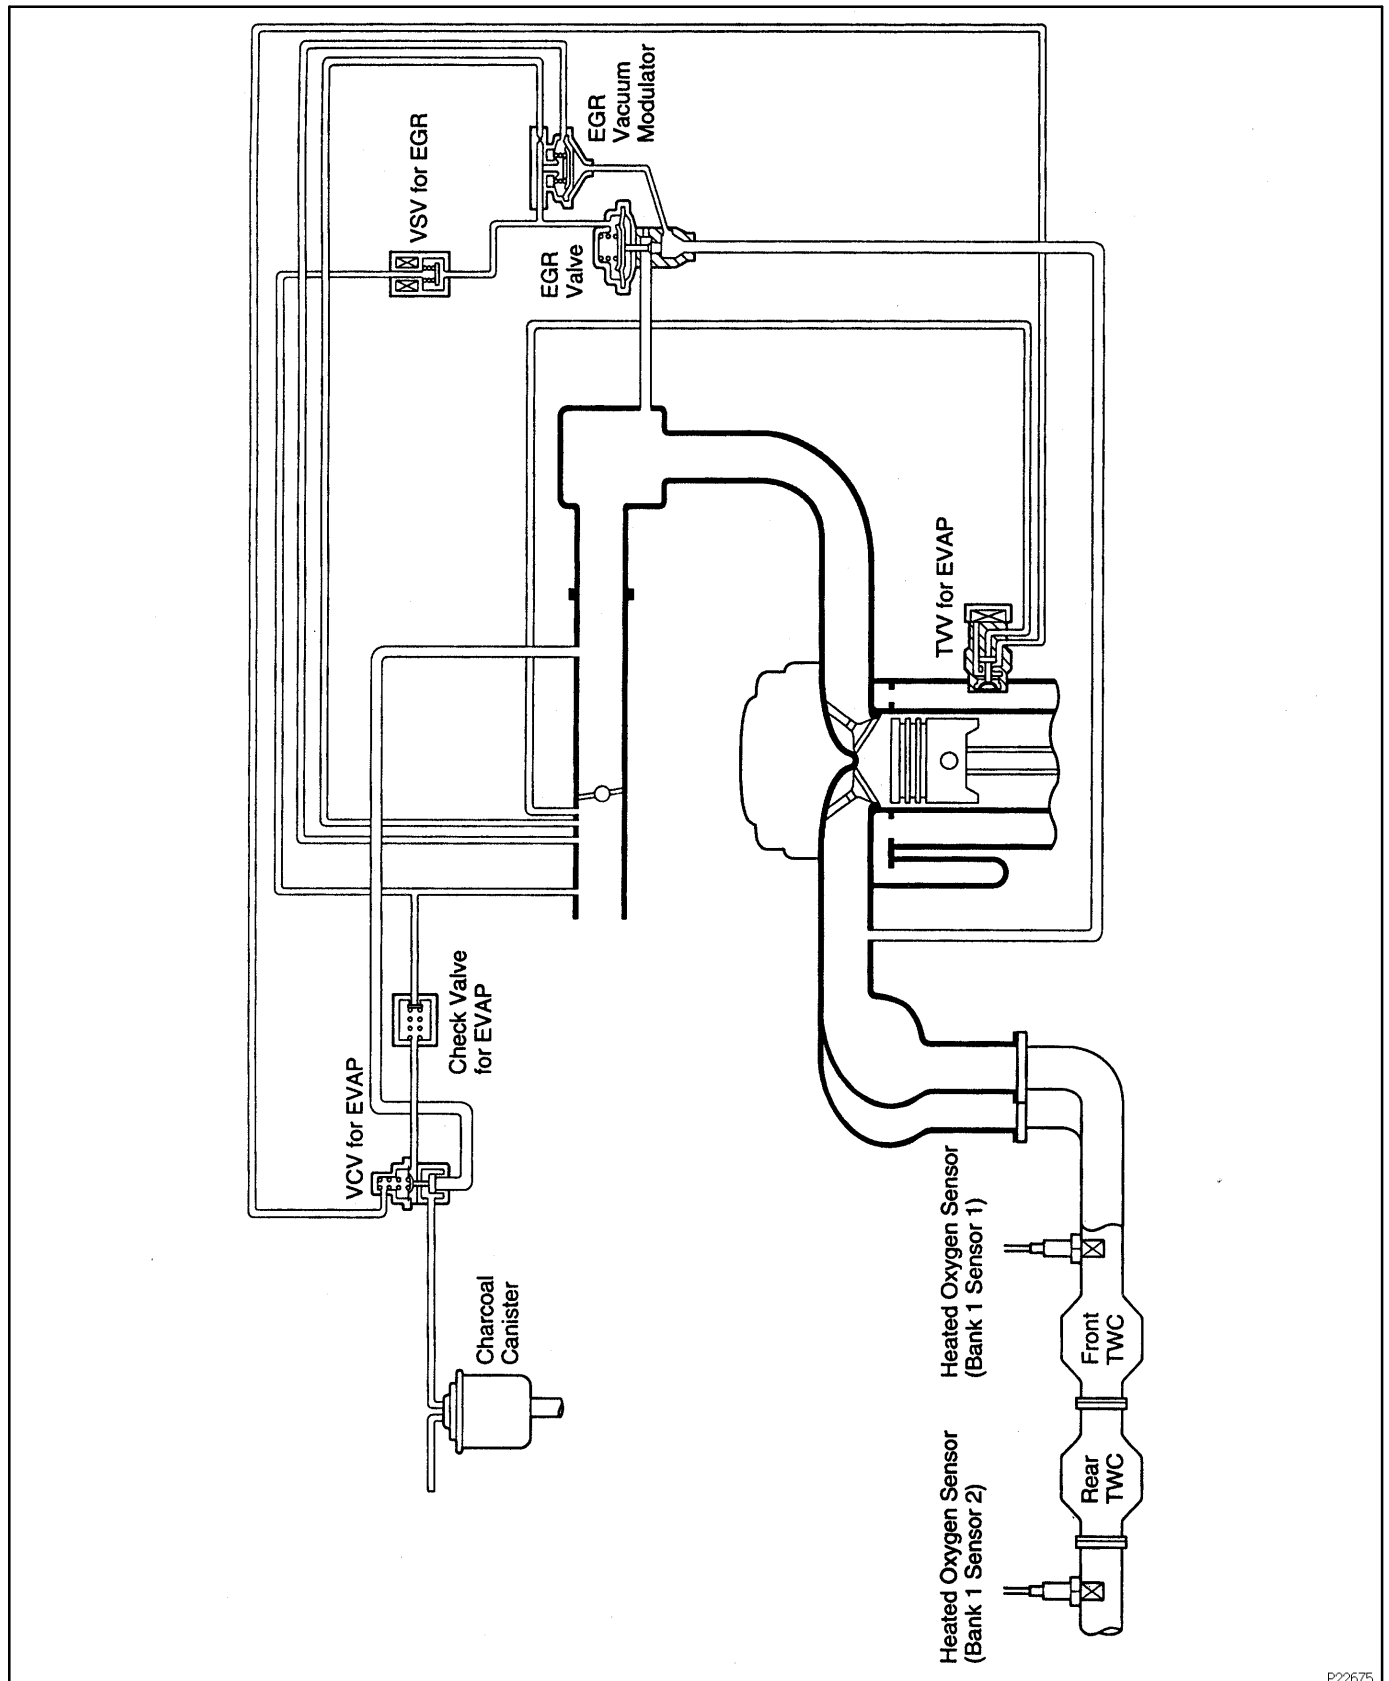 VSV for EGR
EGR
Vacuum
Modulator
EGR
Valve
TVV for EVAP
Check Valve
for EVAP
VCV for EVAP
Charcoal
Canister
Heated Oxygen Sensor
(Bank 1 Sensor 1)
Front
TWC
Heated Oxygen Sensor
(Bank 1 Sensor 2)
Rear
TWC
P22675